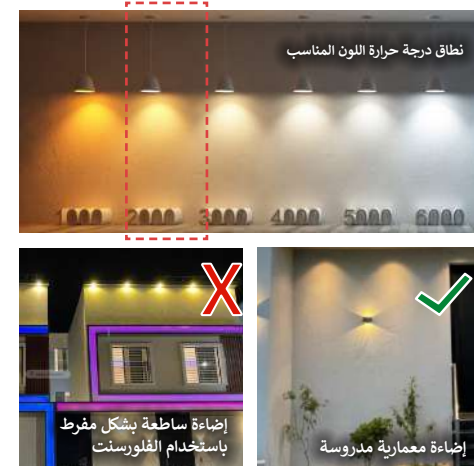 نطاق درجة حرارة اللون المناسب
1000 2000 3000 4000 5000 6000
إضاءة ساطعة بشكل مفرط
باستخدام الفلورسنت
إضاءة معمارية مدروسة